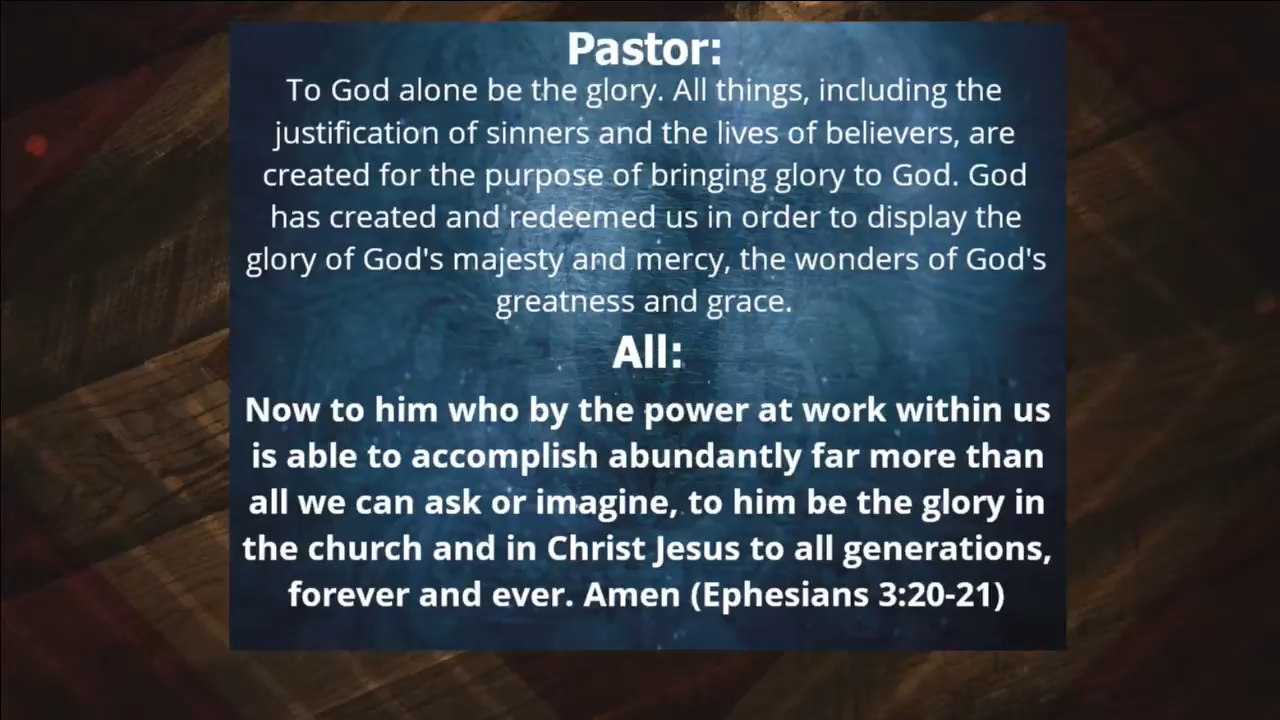 Pastor:
To God alone be the glory. All things, including the
justification of sinners and the lives of believers, are
created for the purpose of bringing glory to God. God
has created and redeemed us in order to display the
glory of God's majesty and mercy, the wonders of God's
greatness and grace.
All:
Now to him who by the power at work within us
is able to accomplish abundantly far more than
all we can ask or imagine, to him be the glory in
the church and in Christ Jesus to all generations,
forever and ever. Amen (Ephesians 3:20-21)